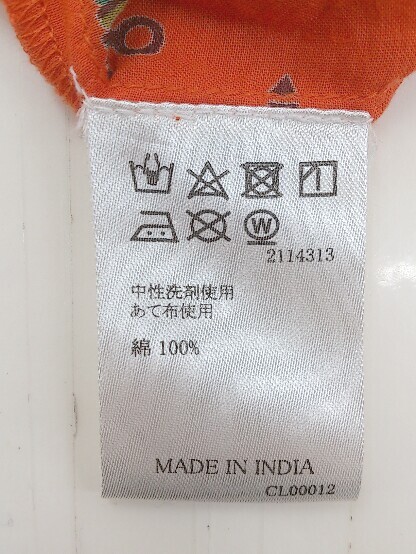 W
2114313
中性洗剤使用
あて布使用
綿 100%
MADE IN INDIA
CL00012